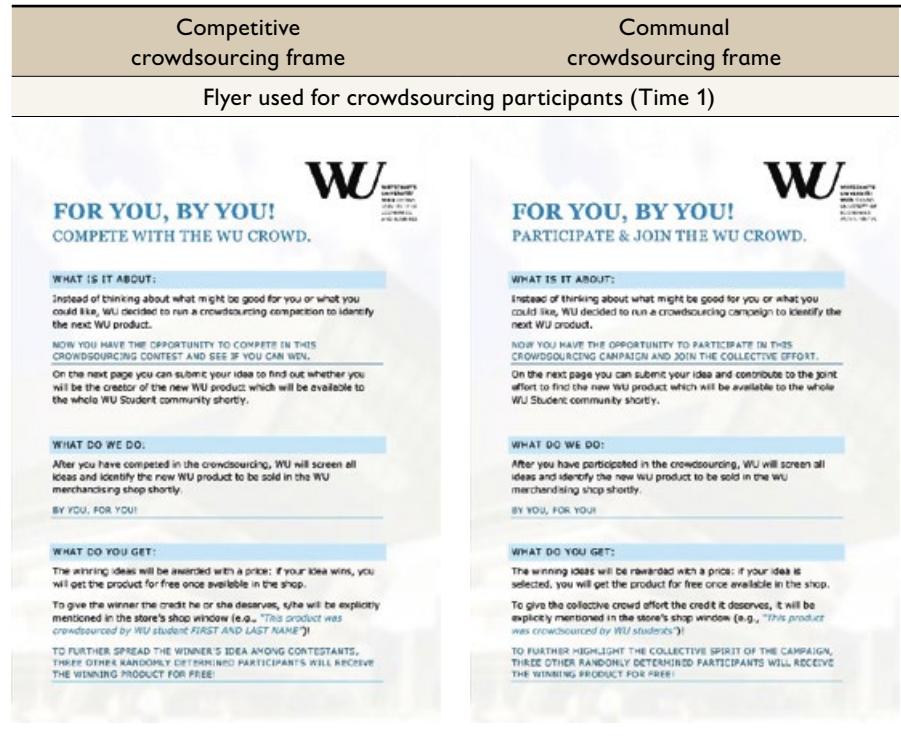 Competitive
crowdsourcing frame
Communal
crowdsourcing frame
Flyer used for crowdsourcing participants (Time 1)
WU
FOR YOU, BY YOU!
COMPETE WITH THE WU CROWD.
WHAT IS IT ABOUT:
Instead of thinking about what might be good for you or what you
could like, WU decided to run a crowdsourcing competition to identify
the next WU product.
NOW YOU HAVE THE OPPORTUNITY TO COMPETE IN THIS
CROWDSOURCING CONTEST AND SEE IF YOU CAN WIN.
On the next page you can submit your idea to find out whether you
will be the creator of the new WU product which will be available to
the whole WU Student community shortly.
WHAT DO WE DO:
After you have competed in the crowdsourcing, WU will screen all
ideas and identify the new WU product to be sold in the WU
merchandising shop shortly.
BY YOU, FOR YOU!
WHAT DO YOU GET:
The winning ideas will be awarded with a price: if your idea wins, you
will get the product for free once available in the shop.
To give the winner the credit he or she deserves, s/he will be explicitly
mentioned in the store's shop window (e.g., "This product was
crowdsourced by WU student FIRST AND LAST NAME")!
TO FURTHER SPREAD THE WINNER'S IDEA AMONG CONTESTANTS,
THREE OTHER RANDOMLY DETERMINED PARTICIPANTS WILL RECEIVE
THE WINNING PRODUCT FOR FREE!
WU
FOR YOU, BY YOU!
PARTICIPATE & JOIN THE WU CROWD.
WHAT IS IT ABOUT:
Instead of thinking about what might be good for you or what you
could like, WU decided to run a crowdsourcing campaign to identify the
next WU product.
NOW YOU HAVE THE OPPORTUNITY TO PARTICIPATE IN THIS
CROWDSOURCING CAMPAIGN AND JOIN THE COLLECTIVE EFFORT.
On the next page you can submit your idea and contribute to the joint
effort to find the new WU product which will be available to the whole
WU Student community shortly.
WHAT DO WE DO:
After you have participated in the crowdsourcing, WU will screen all
ideas and identify the new WU product to be sold in the WU
merchandising shop shortly.
BY YOU, FOR YOU!
WHAT DO YOU GET:
The winning ideas will be rewarded with a price: if your idea is
selected, you will get the product for free once available in the shop.
To give the collective crowd effort the credit it deserves, it will be
explicitly mentioned in the store's shop window (e.g., "This product
was crowdsourced by WU students")!
TO FURTHER HIGHLIGHT THE COLLECTIVE SPIRIT OF THE CAMPAIGN,
THREE OTHER RANDOMLY DETERMINED PARTICIPANTS WILL RECEIVE
THE WINNING PRODUCT FOR FREE!